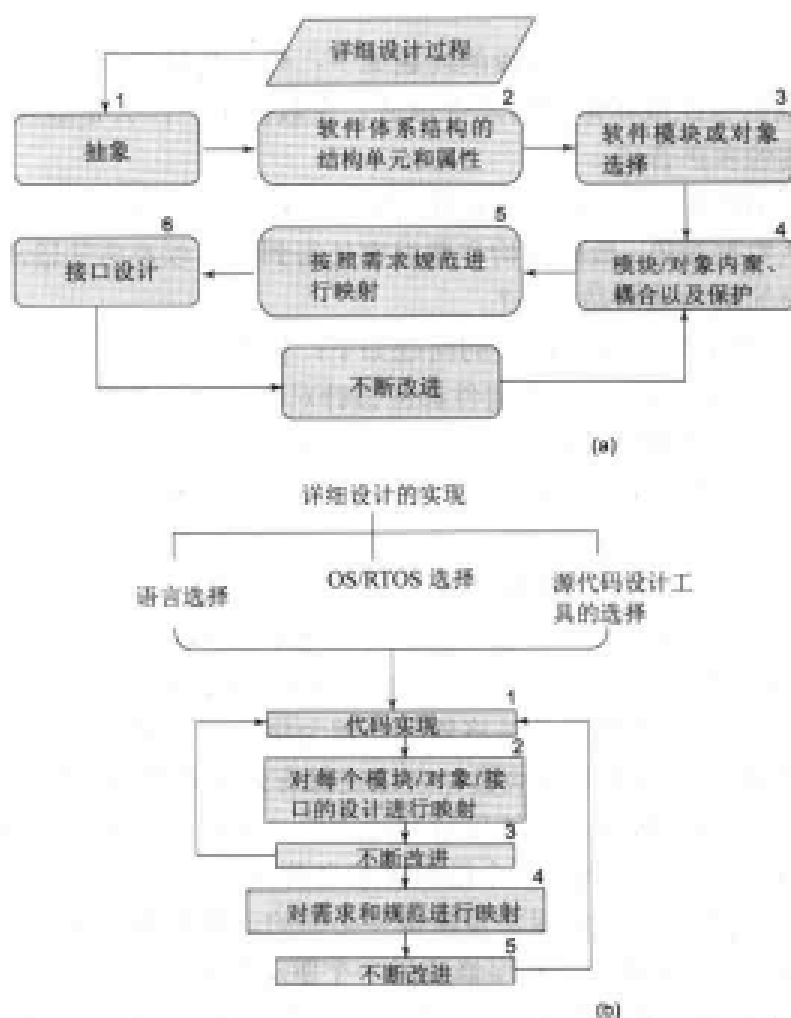 详细设计过程
1
抽象
2
软件体系结构的
结构单元和属性
3
软件模块或对象
选择
4
模块/对象内聚、
耦合以及保护
5
按照需求规范进
行映射
6
接口设计
不断改进
(a)
详细设计的实现
语言选择
OS/RTOS 选择
源代码设计工
具的选择
1
代码实现
2
对每个模块/对象/接
口的设计进行映射
3
不断改进
4
对需求和规范进行映射
5
不断改进
(b)